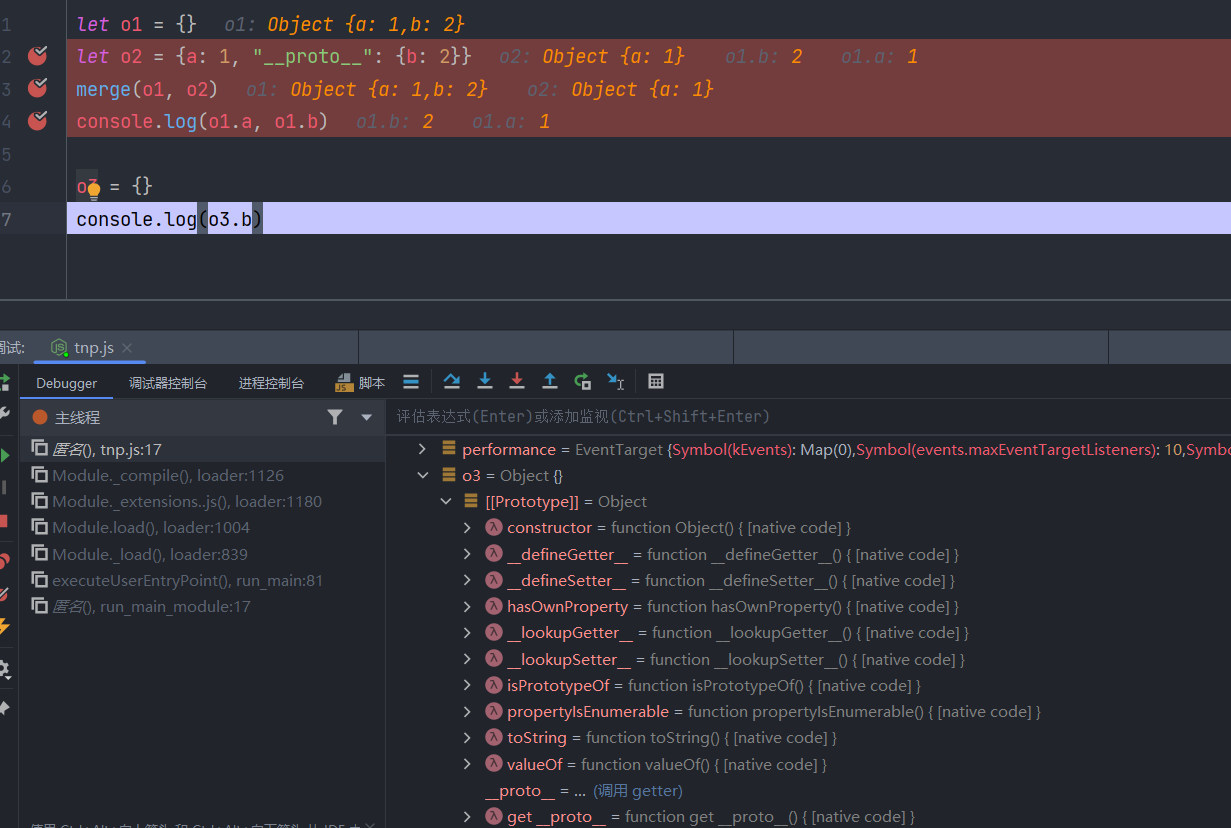 1 let o1 = {} o1: Object {a: 1,b: 2}
2 let o2 = {a: 1, "__proto__": {b: 2}} o2: Object {a: 1} o1.b: 2 o1.a: 1
3 merge(o1, o2) o1: Object {a: 1,b: 2} o2: Object {a: 1}
4 console.log(o1.a, o1.b) o1.b: 2 o1.a: 1
5
6 o3 = {}
7 console.log(o3.b)
调试: tnp.js
Debugger 调试器控制台 进程控制台 JS 脚本
主线程
评估表达式(Enter)或添加监视(Ctrl+Shift+Enter)
匿名(), tnp.js:17
Module._compile(), loader:1126
Module._extensions..js(), loader:1180
Module.load(), loader:1004
Module._load(), loader:839
executeUserEntryPoint(), run_main:81
匿名(), run_main_module:17
performance = EventTarget {Symbol(kEvents): Map(0),Symbol(events.maxEventTargetListeners): 10,Symbo
o3 = Object {}
[[Prototype]] = Object
constructor = function Object() { [native code] }
__defineGetter__ = function __defineGetter__() { [native code] }
__defineSetter__ = function __defineSetter__() { [native code] }
hasOwnProperty = function hasOwnProperty() { [native code] }
__lookupGetter__ = function __lookupGetter__() { [native code] }
__lookupSetter__ = function __lookupSetter__() { [native code] }
isPrototypeOf = function isPrototypeOf() { [native code] }
propertyIsEnumerable = function propertyIsEnumerable() { [native code] }
toString = function toString() { [native code] }
valueOf = function valueOf() { [native code] }
__proto__ = ... (调用 getter)
get __proto__ = function get __proto__() { [native code] }